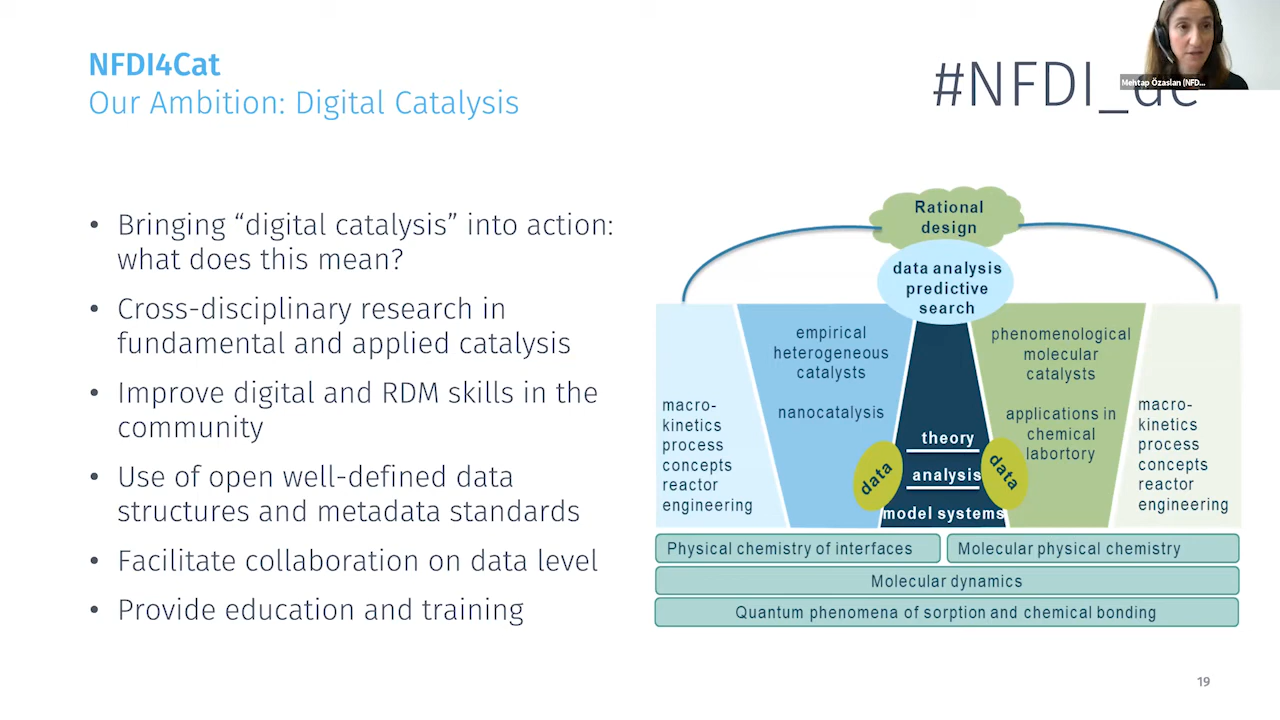 NFDI4Cat
Our Ambition: Digital Catalysis
#NFDI_de
Mehtap Özaslan (NFD...
• Bringing “digital catalysis” into action:
what does this mean?
• Cross-disciplinary research in
fundamental and applied catalysis
• Improve digital and RDM skills in the
community
• Use of open well-defined data
structures and metadata standards
• Facilitate collaboration on data level
• Provide education and training
Rational
design
data analysis
predictive
search
macro-
kinetics
process
concepts
reactor
engineering
empirical
heterogeneous
catalysts
nanocatalysis
data
theory
analysis
model systems
data
phenomenological
molecular
catalysts
applications in
chemical
labortory
macro-
kinetics
process
concepts
reactor
engineering
Physical chemistry of interfaces
Molecular physical chemistry
Molecular dynamics
Quantum phenomena of sorption and chemical bonding
19